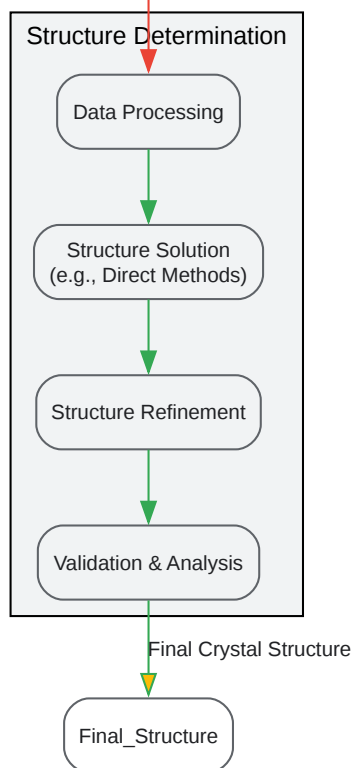 Structure Determination
Data Processing
Structure Solution
(e.g., Direct Methods)
Structure Refinement
Validation & Analysis
Final Crystal Structure
Final_Structure